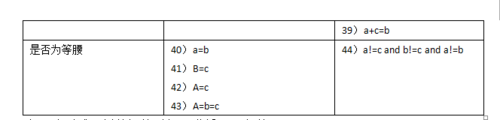 39）a+c=b
是否为等腰
40）a=b
41）B=c
42）A=c
43）A=b=c
44）a!=c and b!=c and a!=b